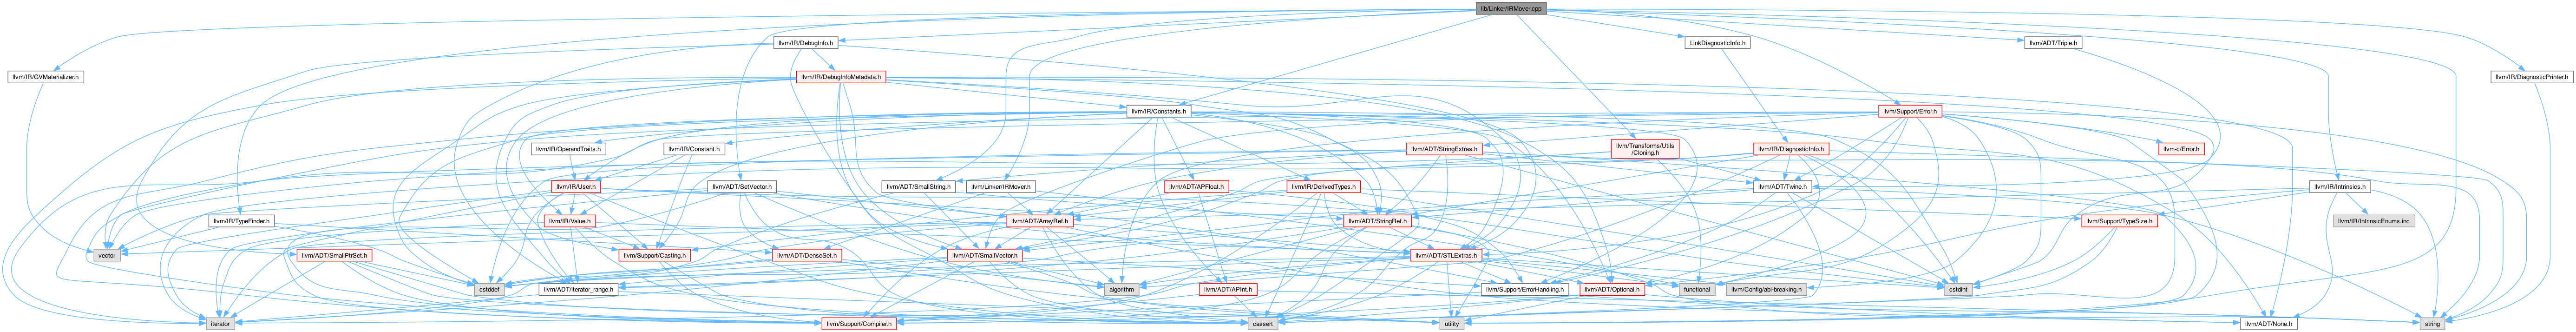 lib/Linker/IRMover.cpp
llvm/IR/DebugInfo.h
LinkDiagnosticInfo.h
llvm/ADT/Triple.h
llvm/IR/GVMaterializer.h
llvm/IR/DebugInfoMetadata.h
llvm/IR/DiagnosticPrinter.h
llvm/IR/Constants.h
llvm/Support/Error.h
llvm/IR/OperandTraits.h
llvm/IR/Constant.h
llvm/ADT/StringExtras.h
llvm/Transforms/Utils
/Cloning.h
llvm/IR/DiagnosticInfo.h
llvm-c/Error.h
llvm/IR/User.h
llvm/ADT/SetVector.h
llvm/ADT/SmallString.h
llvm/Linker/IRMover.h
llvm/ADT/APFloat.h
llvm/IR/DerivedTypes.h
llvm/ADT/Twine.h
llvm/IR/Intrinsics.h
llvm/IR/TypeFinder.h
llvm/IR/Value.h
llvm/ADT/ArrayRef.h
llvm/ADT/StringRef.h
llvm/Support/TypeSize.h
llvm/IR/IntrinsicEnums.inc
vector
llvm/ADT/SmallPtrSet.h
llvm/Support/Casting.h
llvm/ADT/DenseSet.h
llvm/ADT/SmallVector.h
llvm/ADT/STLExtras.h
cstddef
llvm/ADT/iterator_range.h
algorithm
llvm/ADT/APInt.h
llvm/Support/ErrorHandling.h
llvm/ADT/Optional.h
functional
llvm/Config/abi-breaking.h
cstdint
iterator
llvm/Support/Compiler.h
cassert
utility
llvm/ADT/None.h
string